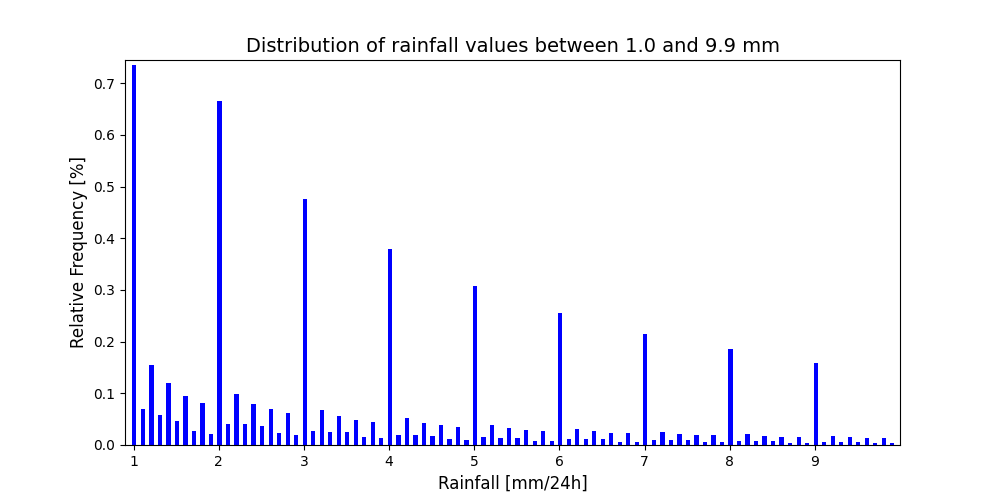 Distribution of rainfall values between 1.0 and 9.9 mm
Relative Frequency [%]
0.7
0.6
0.5
0.4
0.3
0.2
0.1
0.0
1 2 3 4 5 6 7 8 9
Rainfall [mm/24h]